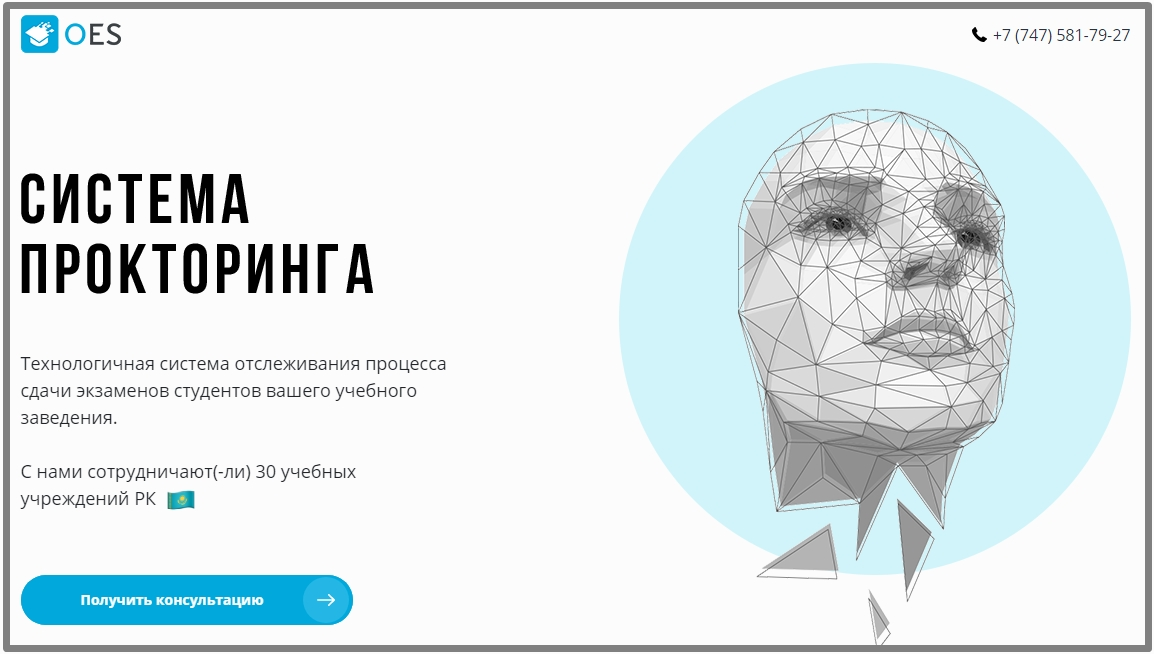 OES
+7 (747) 581-79-27
СИСТЕМА
ПРОКТОРИНГА
Технологичная система отслеживания процесса
сдачи экзаменов студентов вашего учебного
заведения.
С нами сотрудничают(-ли) 30 учебных
учреждений РК
Получить консультацию